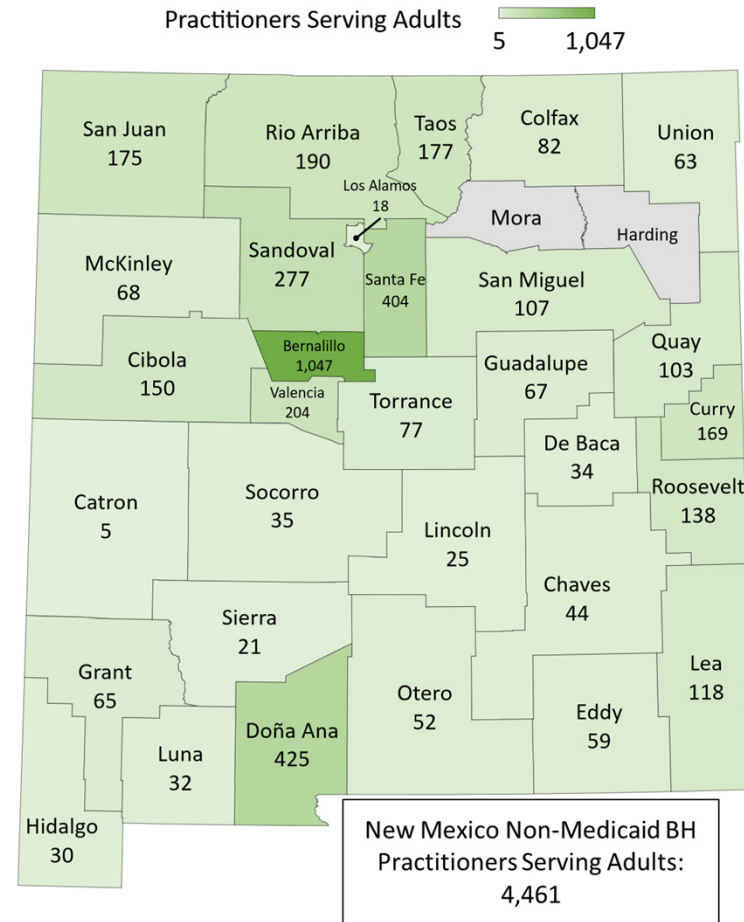 Practitioners Serving Adults
5 1,047
San Juan
175
Rio Arriba
190
Taos
177
Colfax
82
Union
63
Los Alamos
18
Mora
Harding
McKinley
68
Sandoval
277
Santa Fe
404
San Miguel
107
Cibola
150
Bernalillo
1,047
Valencia
204
Torrance
77
Guadalupe
67
Quay
103
Curry
169
De Baca
34
Roosevelt
138
Catron
5
Socorro
35
Lincoln
25
Chaves
44
Sierra
21
Grant
65
Luna
32
Doña Ana
425
Otero
52
Eddy
59
Lea
118
Hidalgo
30
New Mexico Non-Medicaid BH
Practitioners Serving Adults:
4,461